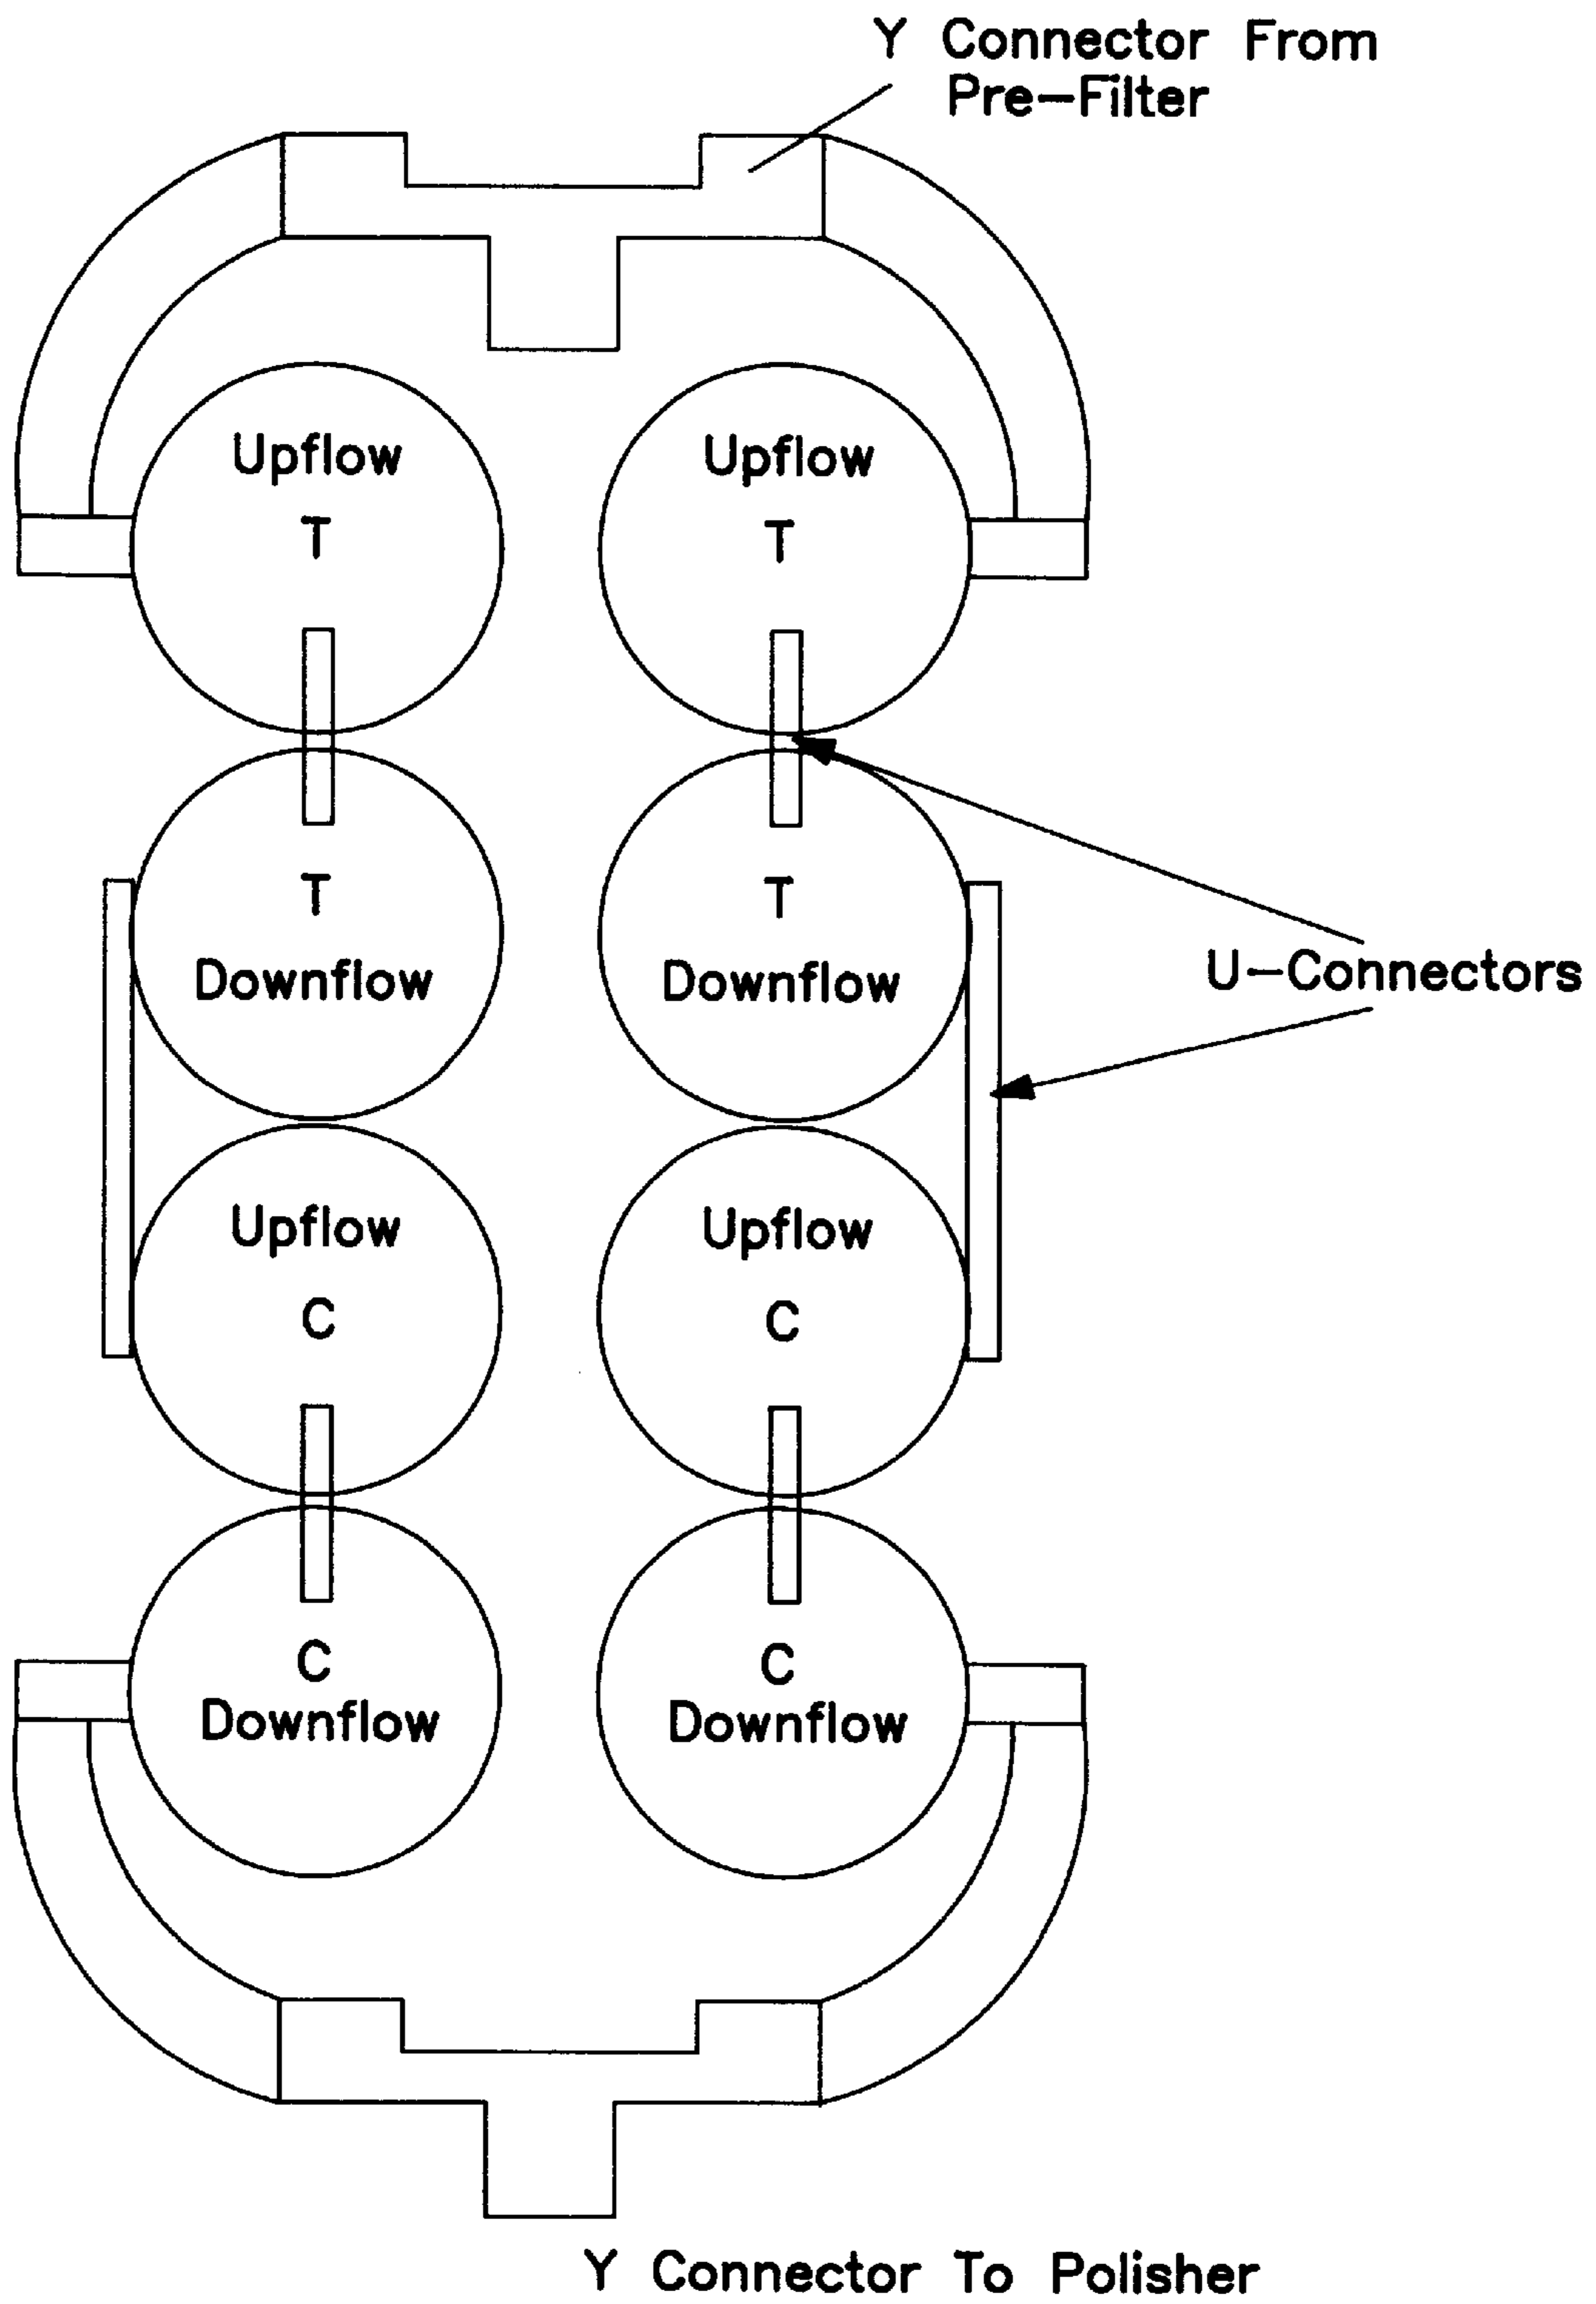 Y Connector From
Pre-Filter
Upflow
T
Upflow
T
T
Downflow
T
Downflow
U-Connectors
Upflow
C
Upflow
C
C
Downflow
C
Downflow
Y Connector To Polisher